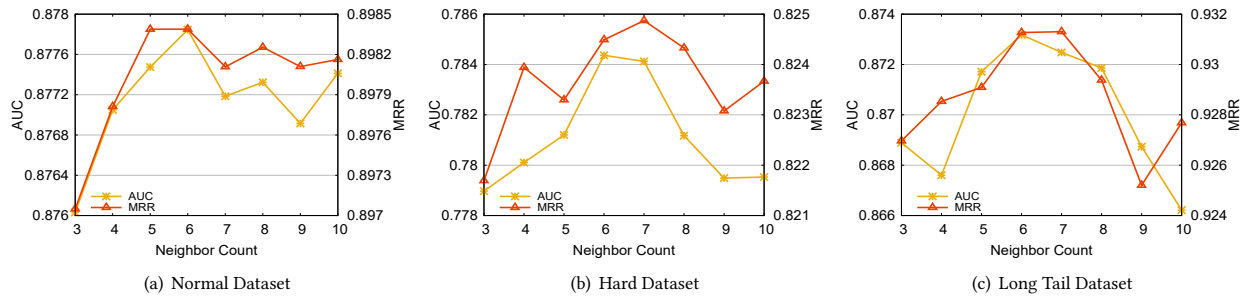 0.878
0.8776
0.8772
0.8768
0.8764
0.876
AUC
0.8985
0.8982
0.8979
0.8976
0.8973
0.897
MRR
AUC
MRR
3 4 5 6 7 8 9 10
Neighbor Count
(a) Normal Dataset
0.786
0.784
0.782
0.78
0.778
AUC
0.825
0.824
0.823
0.822
0.821
MRR
AUC
MRR
3 4 5 6 7 8 9 10
Neighbor Count
(b) Hard Dataset
0.874
0.872
0.87
0.868
0.866
AUC
0.932
0.93
0.928
0.926
0.924
MRR
AUC
MRR
3 4 5 6 7 8 9 10
Neighbor Count
(c) Long Tail Dataset